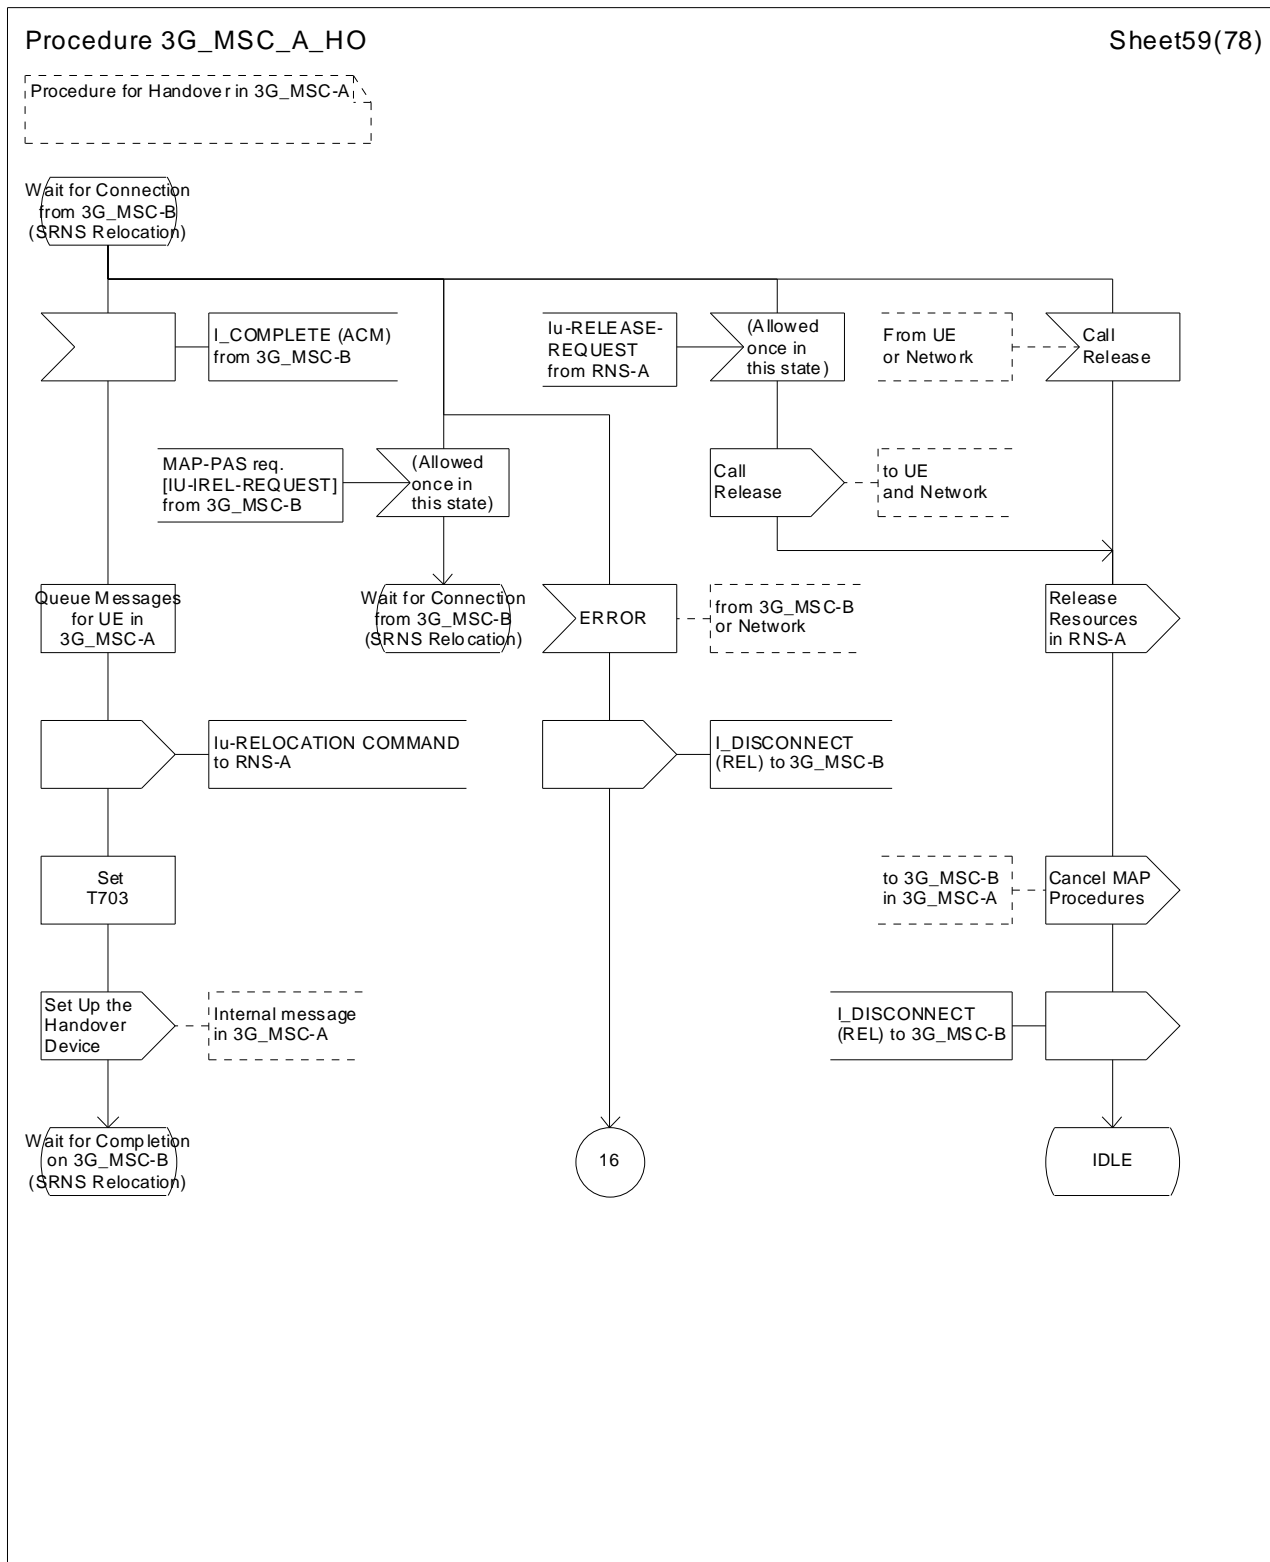 Procedure 3G_MSC_A_HO
Sheet59(78)
Procedure for Handover in 3G_MSC-A
Wait for Connection
from 3G_MSC-B
(SRNS Relocation)
I_COMPLETE (ACM)
from 3G_MSC-B
Iu-RELEASE-
REQUEST
from RNS-A
(Allowed
once in
this state)
From UE
or Network
Call
Release
MAP-PAS req.
[IU-IREL-REQUEST]
from 3G_MSC-B
(Allowed
once in
this state)
Call
Release
to UE
and Network
Queue Messages
for UE in
3G_MSC-A
Wait for Connection
from 3G_MSC-B
(SRNS Relocation)
ERROR
from 3G_MSC-B
or Network
Release
Resources
in RNS-A
Iu-RELOCATION COMMAND
to RNS-A
I_DISCONNECT
(REL) to 3G_MSC-B
Set
T703
to 3G_MSC-B
in 3G_MSC-A
Cancel MAP
Procedures
Set Up the
Handover
Device
Internal message
in 3G_MSC-A
I_DISCONNECT
(REL) to 3G_MSC-B
Wait for Completion
on 3G_MSC-B
(SRNS Relocation)
16
IDLE